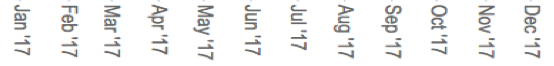 Jan '17
Feb '17
Mar '17
Apr '17
May '17
Jun '17
Jul '17
Aug '17
Sep '17
Oct '17
Nov '17
Dec '17